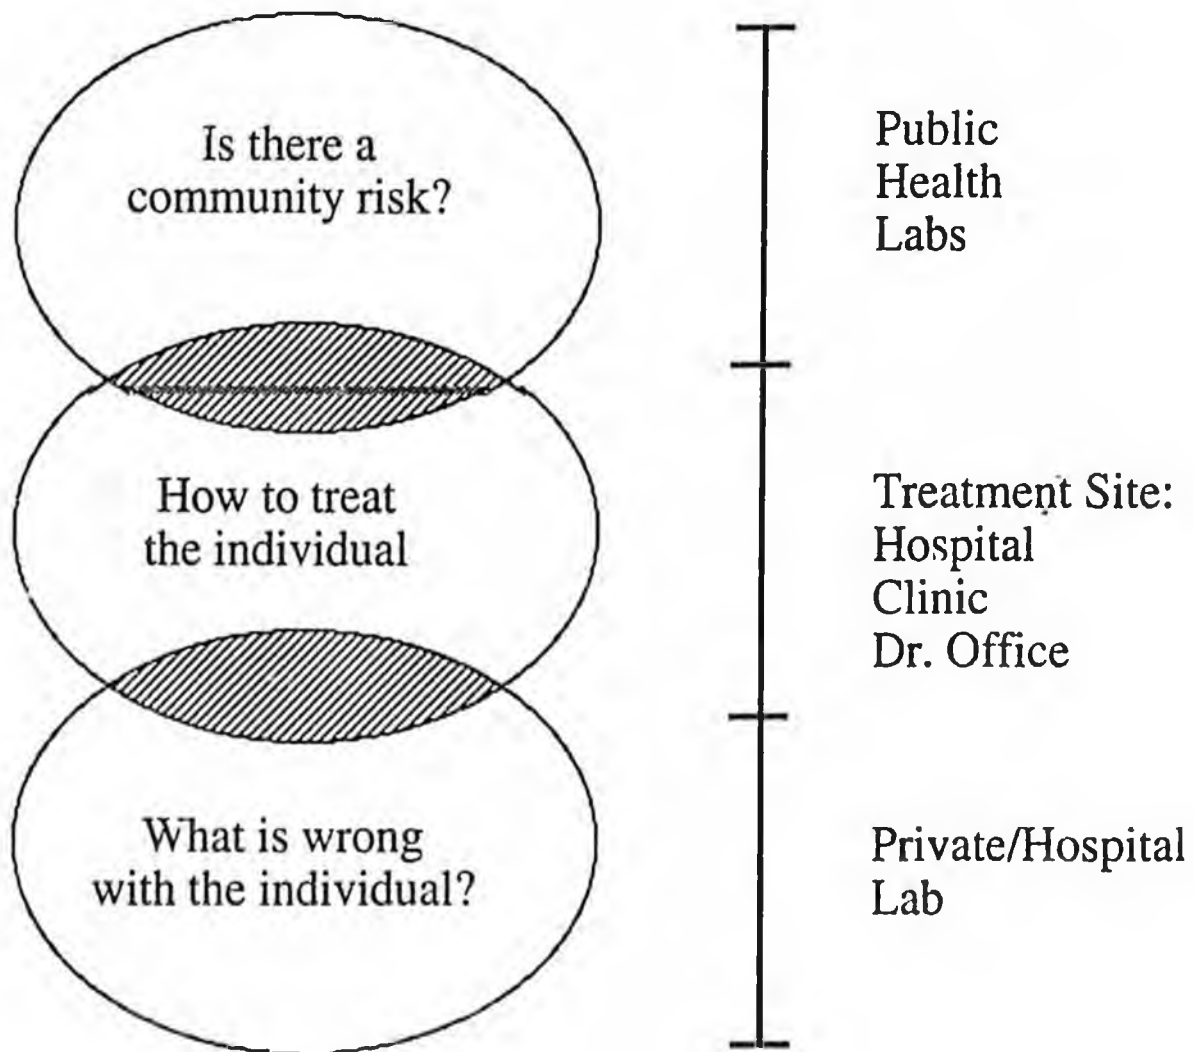 Is there a
community risk?
Public
Health
Labs
How to treat
the individual
Treatment Site:
Hospital
Clinic
Dr. Office
What is wrong
with the individual?
Private/Hospital
Lab